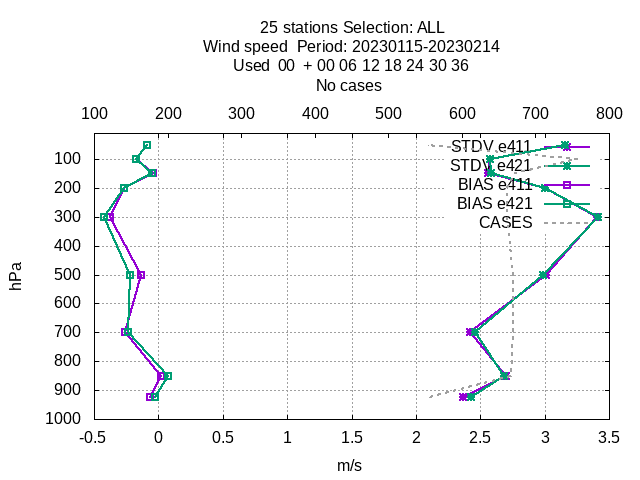 25 stations Selection: ALL
Wind speed  Period: 20230115-20230214
Used  00  + 00 06 12 18 24 30 36
No cases
100 200 300 400 500 600 700 800
STDV e411
STDV e421
BIAS e411
BIAS e421
CASES
100
200
300
400
500
600
700
800
900
1000
hPa
-0.5 0 0.5 1 1.5 2 2.5 3 3.5
m/s